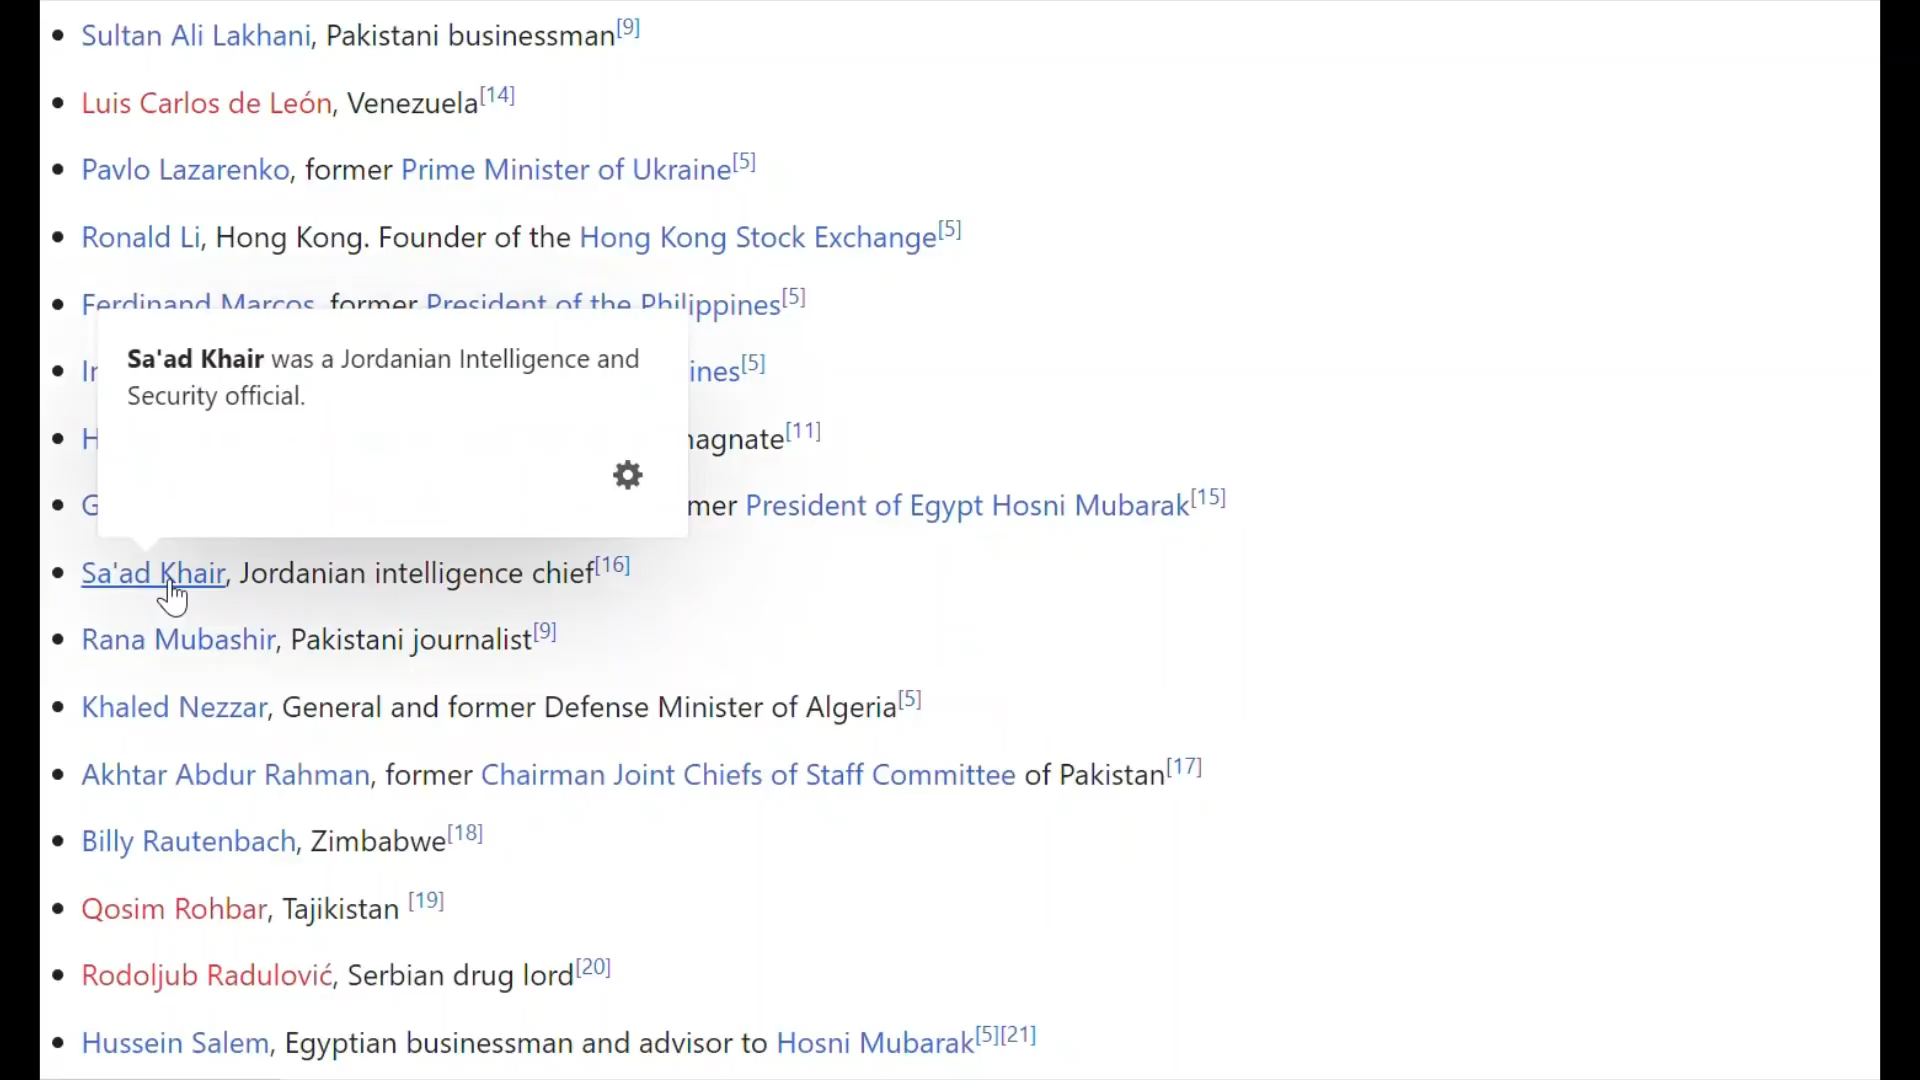 Sultan Ali Lakhani, Pakistani businessman[9]
Luis Carlos de León, Venezuela[14]
Pavlo Lazarenko, former Prime Minister of Ukraine[5]
Ronald Li, Hong Kong. Founder of the Hong Kong Stock Exchange[5]
Ferdinand Marcos, former President of the Philippines[5]
Sa'ad Khair was a Jordanian Intelligence and
Security official.
President of Egypt Hosni Mubarak[15]
Sa'ad Khair, Jordanian intelligence chief[16]
Rana Mubashir, Pakistani journalist[9]
Khaled Nezzar, General and former Defense Minister of Algeria[5]
Akhtar Abdur Rahman, former Chairman Joint Chiefs of Staff Committee of Pakistan[17]
Billy Rautenbach, Zimbabwe[18]
Qosim Rohbar, Tajikistan [19]
Rodoljub Radulović, Serbian drug lord[20]
Hussein Salem, Egyptian businessman and advisor to Hosni Mubarak[5][21]